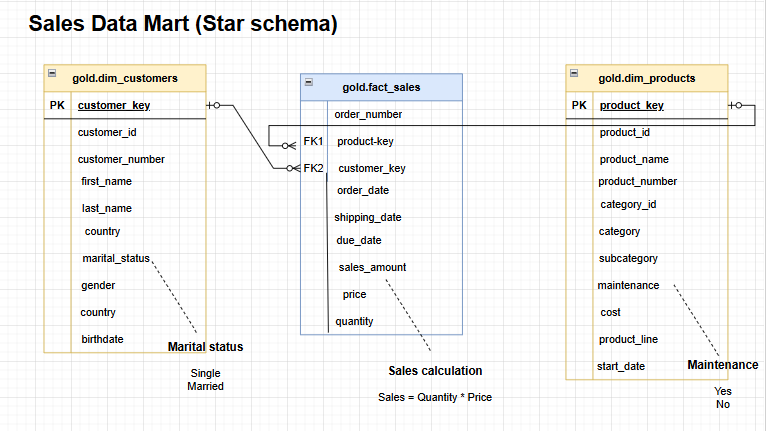 Sales Data Mart (Star schema)
gold.dim_customers
PK customer_key
customer_id
customer_number
first_name
last_name
country
marital_status
gender
country
birthdate
Marital status
Single
Married
gold.fact_sales
order_number
FK1 product-key
FK2 customer_key
order_date
shipping_date
due_date
sales_amount
price
quantity
Sales calculation
Sales = Quantity * Price
gold.dim_products
PK product_key
product_id
product_name
product_number
category_id
category
subcategory
maintenance
cost
product_line
start_date
Maintenance
Yes
No